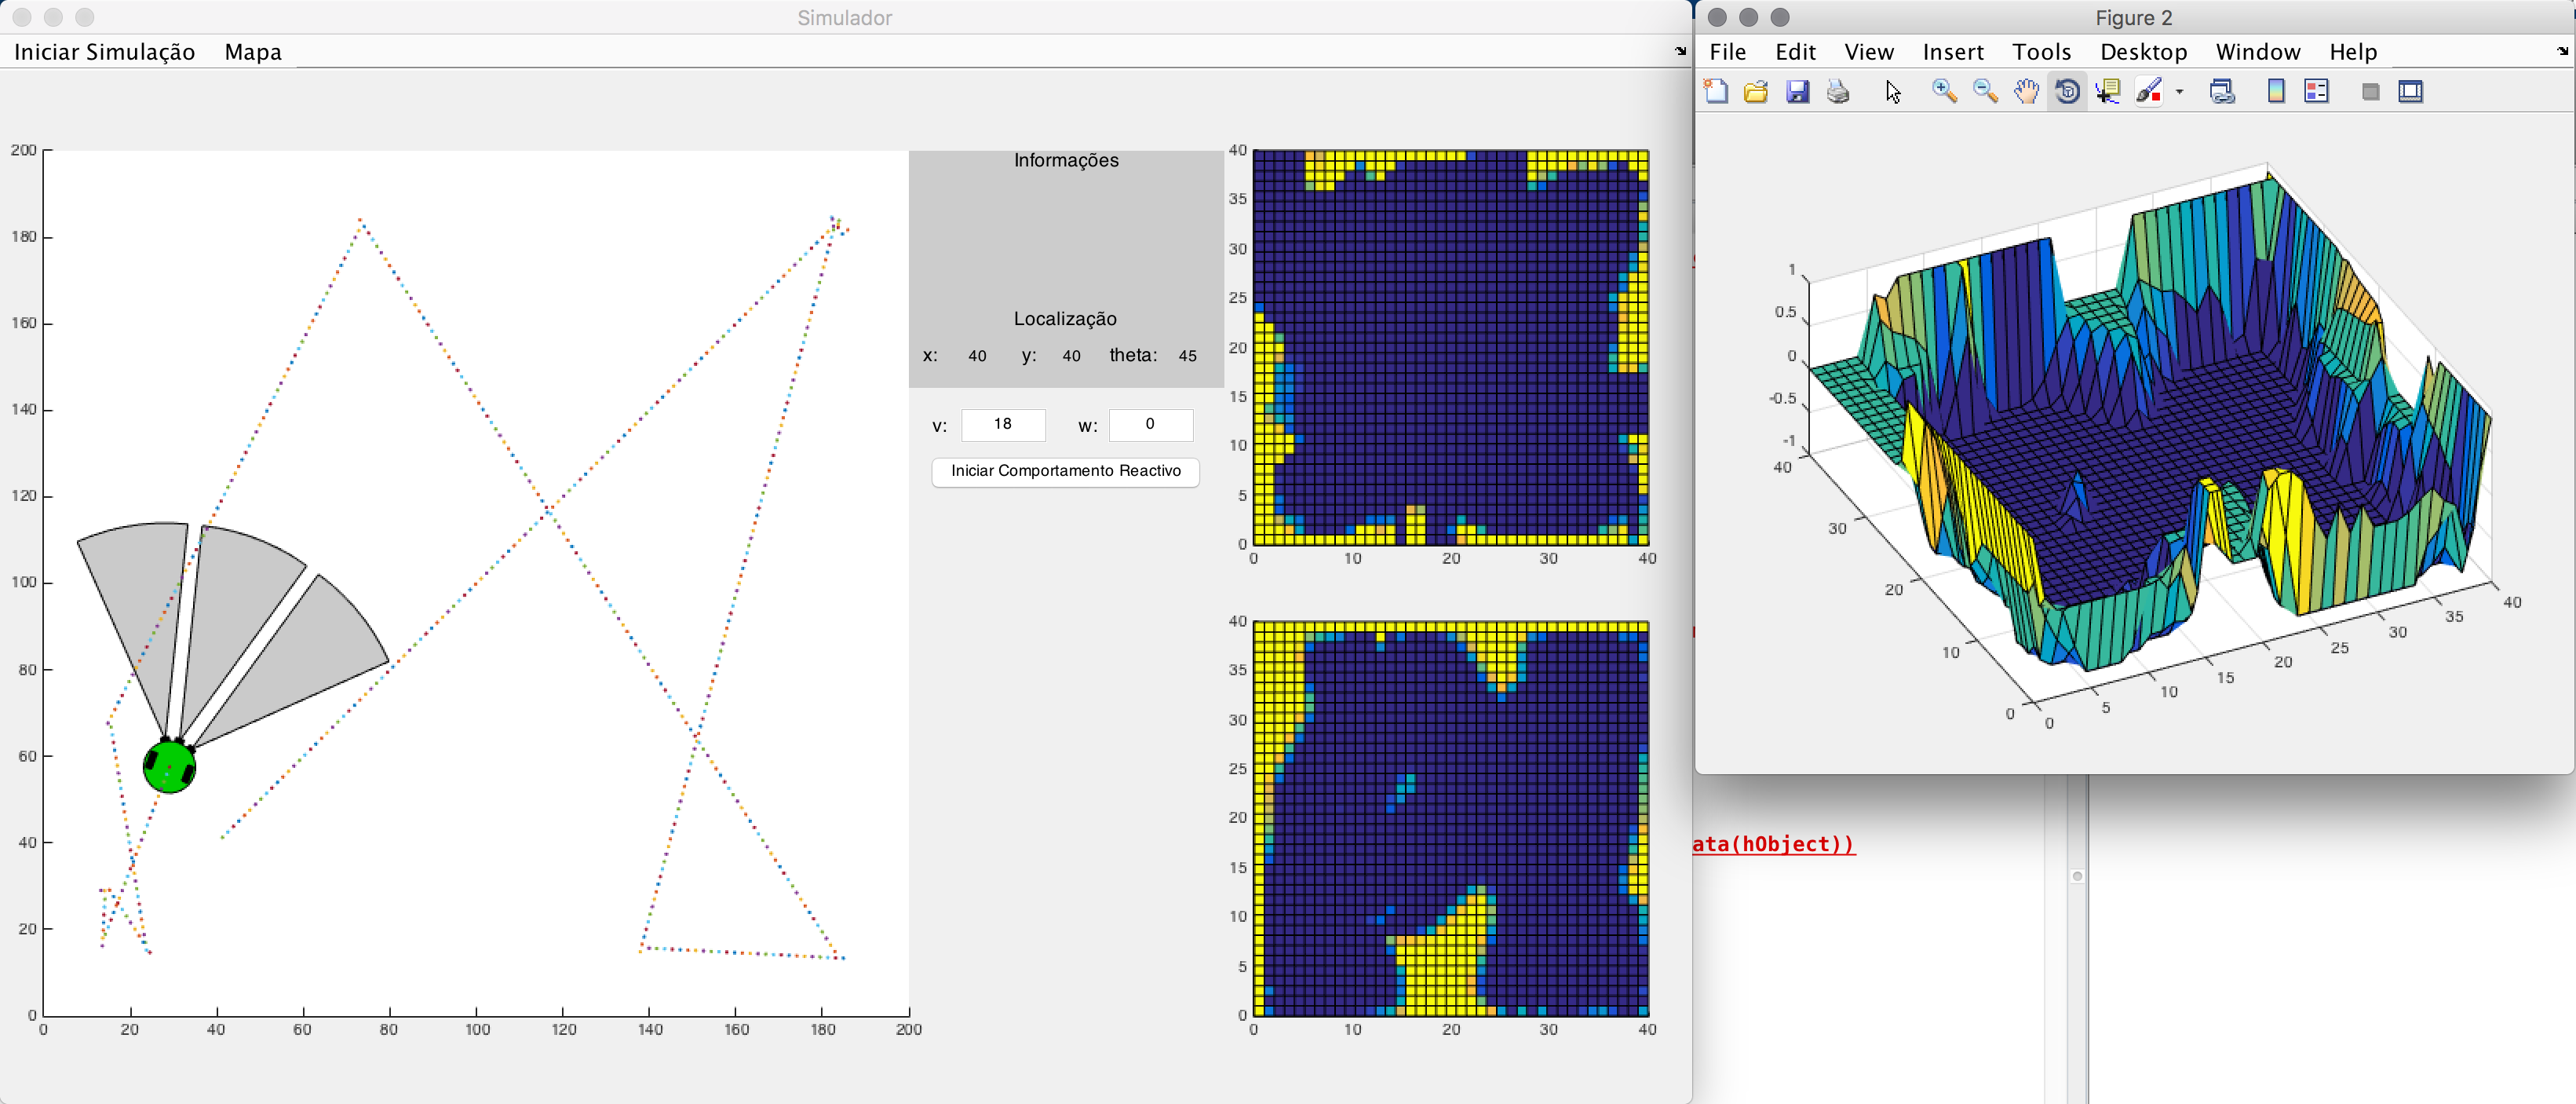 Simulador
Iniciar Simulação Mapa
200
180
160
140
120
100
80
60
40
20
0
0 20 40 60 80 100 120 140 160 180 200
Informações
Localização
x: 40 y: 40 theta: 45
v: 18 w: 0
Iniciar Comportamento Reactivo
40
35
30
25
20
15
10
5
0
0 10 20 30 40
40
35
30
25
20
15
10
5
0
0 10 20 30 40
Figure 2
File Edit View Insert Tools Desktop Window Help
1
0.5
0
-0.5
-1
40
30
20
10
0
0 5 10 15 20 25 30 35 40
ata(hObject))